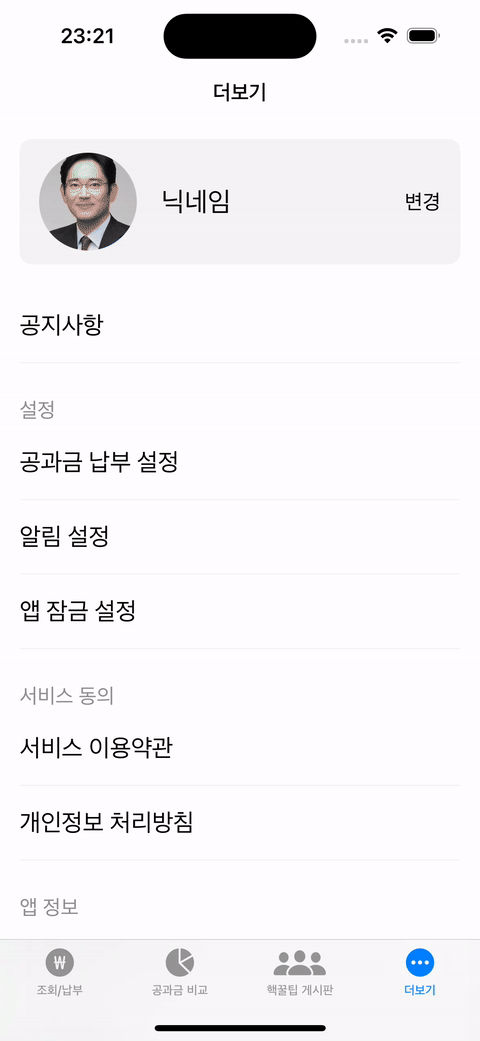 23:21
더보기
닉네임
변경
공지사항
설정
공과금 납부 설정
알림 설정
앱 잠금 설정
서비스 동의
서비스 이용약관
개인정보 처리방침
앱 정보
조회/납부
공과금 비교
핵꿀팁 게시판
더보기